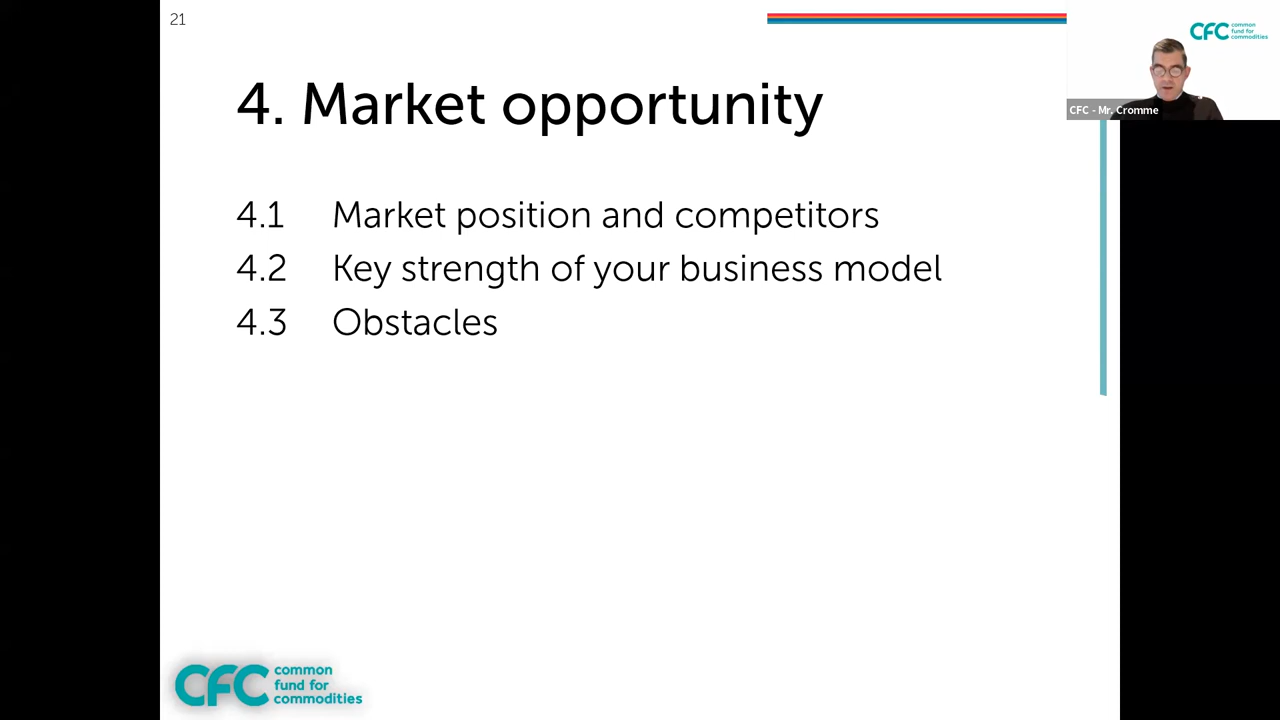 21
CFC common
fund for
commodities
CFC - Mr. Cromme
4. Market opportunity
4.1 Market position and competitors
4.2 Key strength of your business model
4.3 Obstacles
CFC common
fund for
commodities